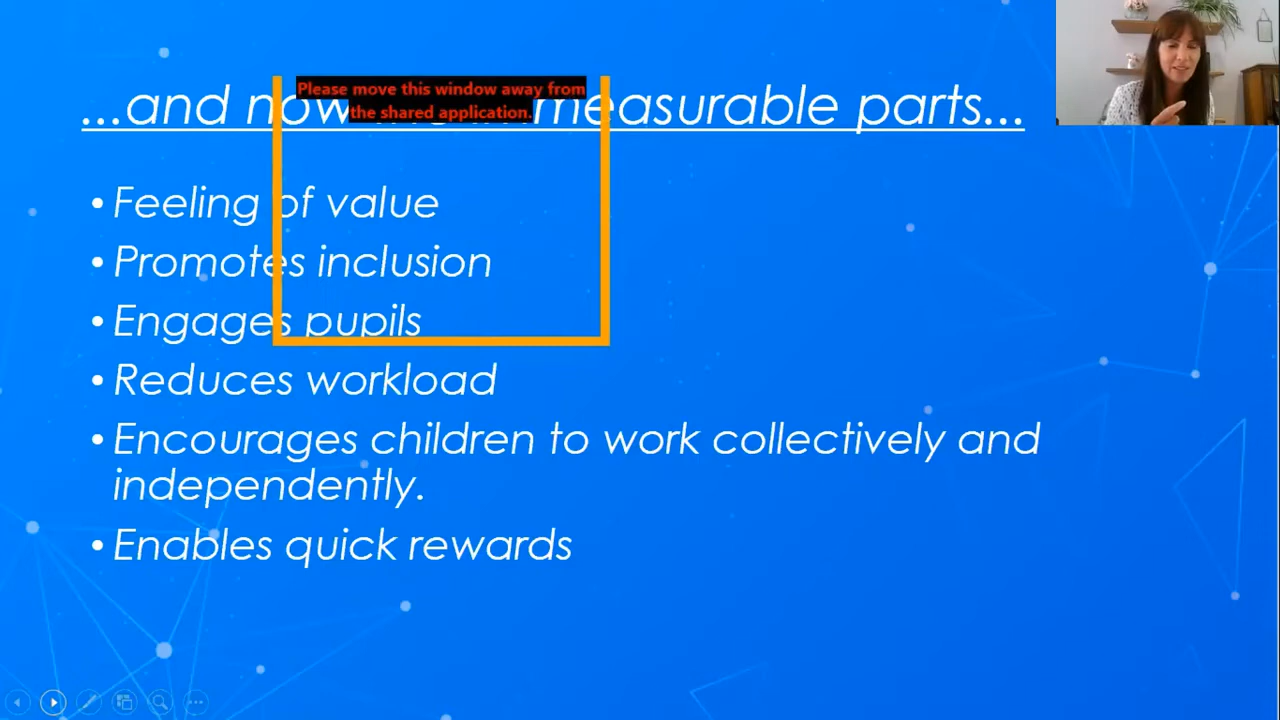 Please move this window away from
the shared application.
...and now measurable parts...
• Feeling of value
• Promotes inclusion
• Engages pupils
• Reduces workload
• Encourages children to work collectively and
independently.
• Enables quick rewards